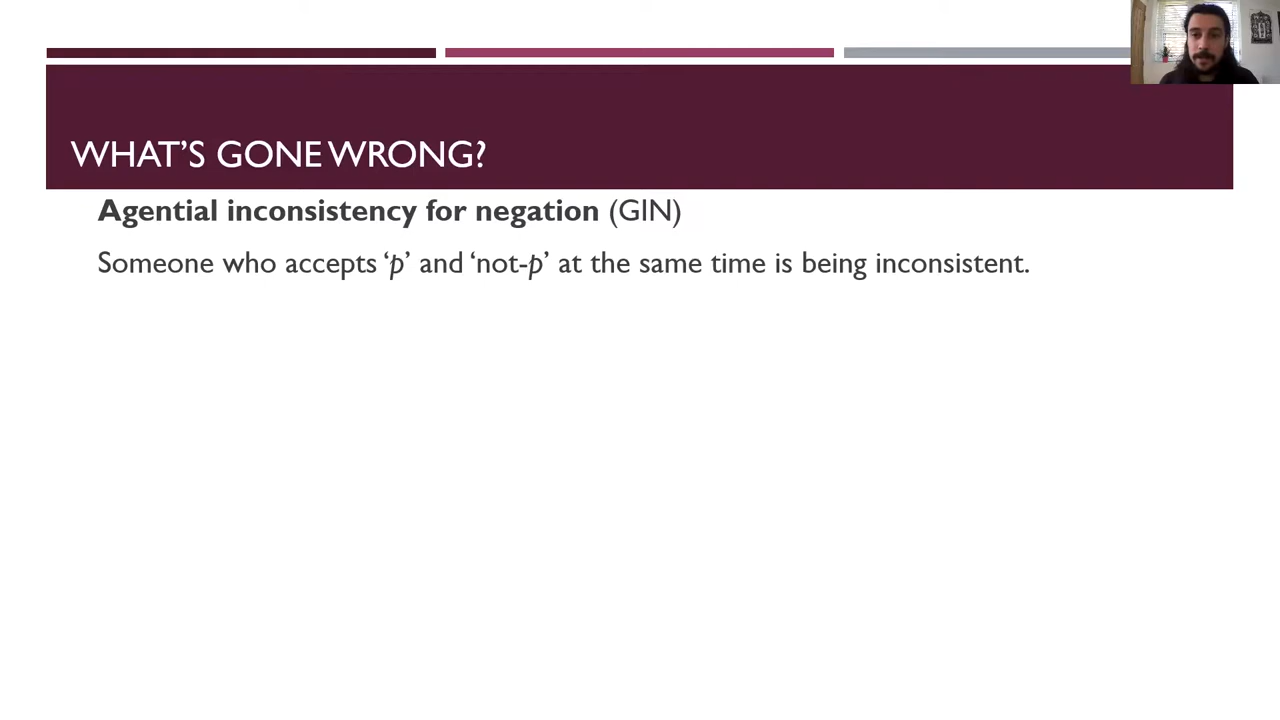 WHAT'S GONE WRONG?
Agential inconsistency for negation (GIN)
Someone who accepts ‘p’ and ‘not-p’ at the same time is being inconsistent.